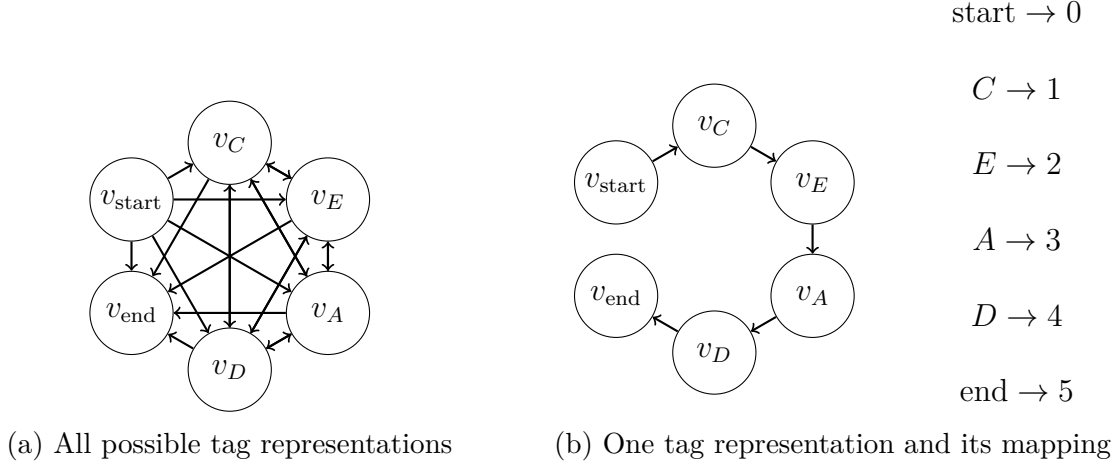 v_C
v_start
v_E
v_end
v_A
v_D
(a) All possible tag representations
v_C
v_start
v_E
v_end
v_A
v_D
start → 0
C → 1
E → 2
A → 3
D → 4
end → 5
(b) One tag representation and its mapping